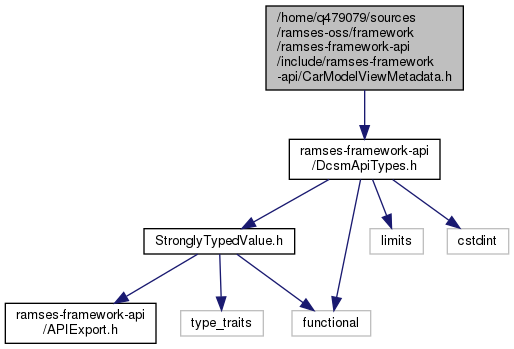 /home/q479079/sources
/ramses-oss/framework
/ramses-framework-api
/include/ramses-framework
-api/CarModelViewMetadata.h
ramses-framework-api
/DcsmApiTypes.h
StronglyTypedValue.h
limits
cstdint
ramses-framework-api
/APIExport.h
type_traits
functional